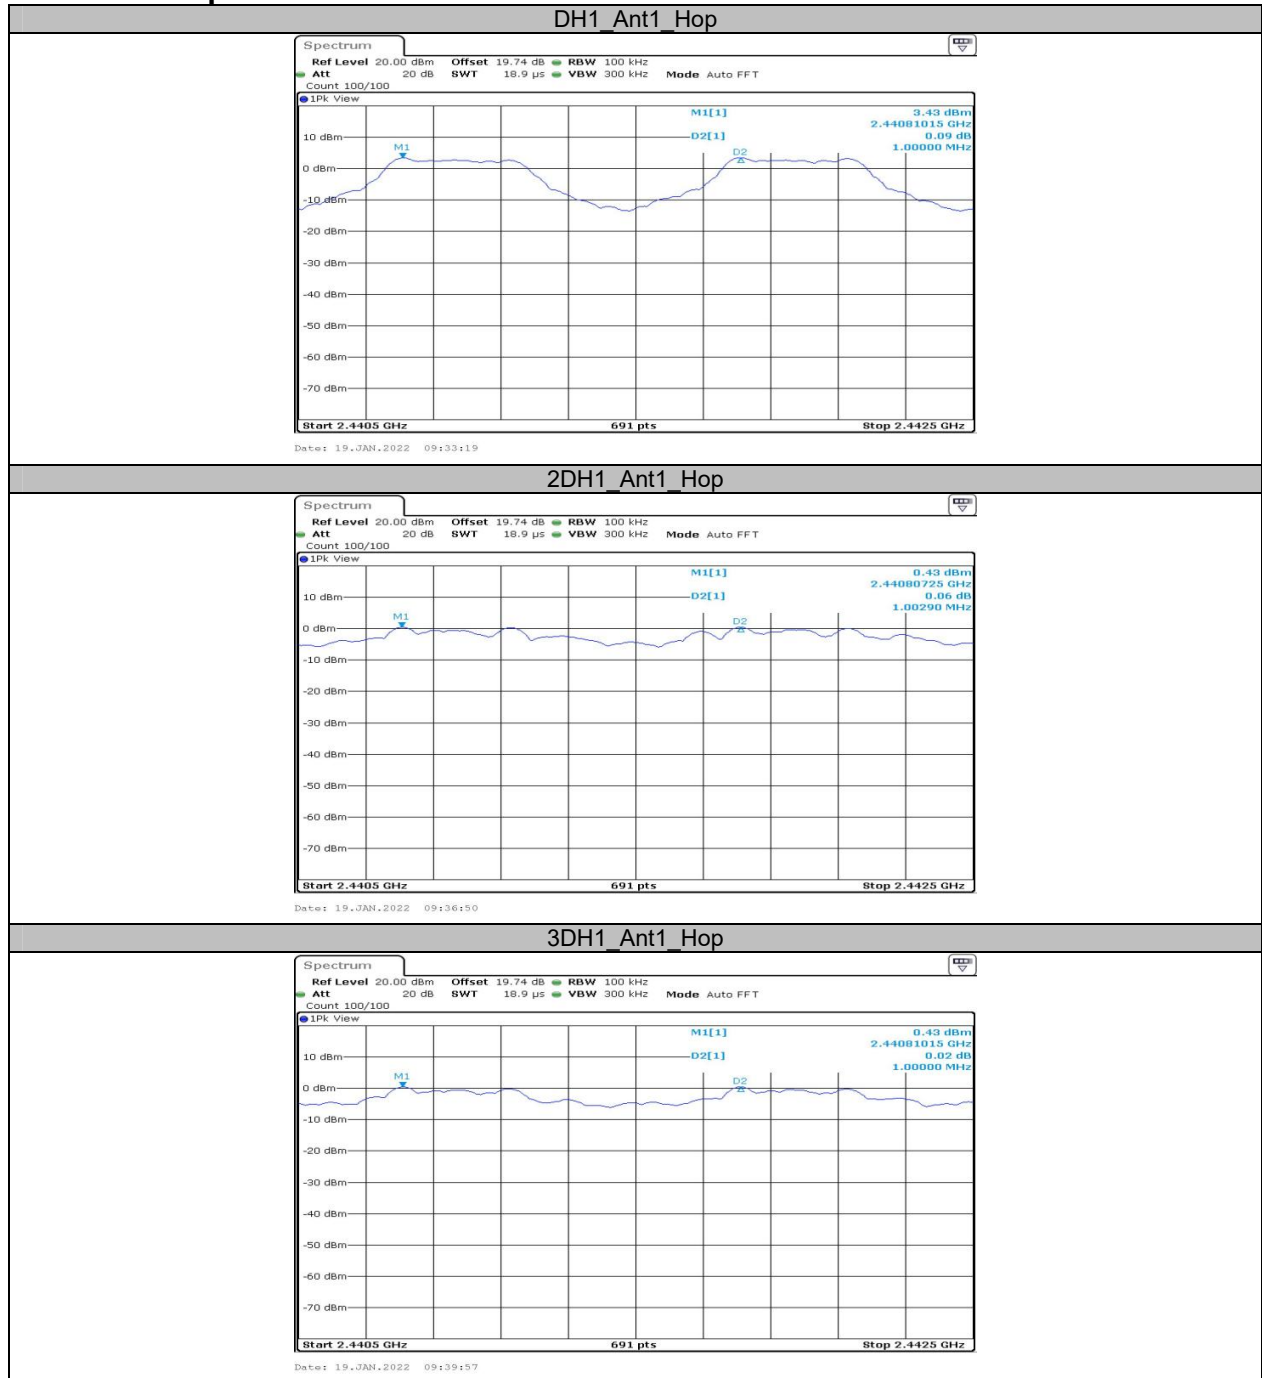 DH1_Ant1_Hop
Spectrum
Ref Level 20.00 dBm Offset 19.74 dB RBW 100 kHz
Att 20 dB SWT 18.9 µs VBW 300 kHz Mode Auto FFT
Count 100/100
1Pk View
M1[1] 3.43 dBm
2.44081015 GHz
10 dBm D2[1] 0.09 dB
1.00000 MHz
M1 D2
0 dBm
-10 dBm
-20 dBm
-30 dBm
-40 dBm
-50 dBm
-60 dBm
-70 dBm
Start 2.4405 GHz 691 pts Stop 2.4425 GHz
Date: 19.JAN.2022 09:33:19
2DH1_Ant1_Hop
Spectrum
Ref Level 20.00 dBm Offset 19.74 dB RBW 100 kHz
Att 20 dB SWT 18.9 µs VBW 300 kHz Mode Auto FFT
Count 100/100
1Pk View
M1[1] 0.43 dBm
2.44080725 GHz
10 dBm D2[1] 0.06 dB
1.00290 MHz
M1 D2
0 dBm
-10 dBm
-20 dBm
-30 dBm
-40 dBm
-50 dBm
-60 dBm
-70 dBm
Start 2.4405 GHz 691 pts Stop 2.4425 GHz
Date: 19.JAN.2022 09:36:50
3DH1_Ant1_Hop
Spectrum
Ref Level 20.00 dBm Offset 19.74 dB RBW 100 kHz
Att 20 dB SWT 18.9 µs VBW 300 kHz Mode Auto FFT
Count 100/100
1Pk View
M1[1] 0.43 dBm
2.44081015 GHz
10 dBm D2[1] 0.02 dB
1.00000 MHz
M1 D2
0 dBm
-10 dBm
-20 dBm
-30 dBm
-40 dBm
-50 dBm
-60 dBm
-70 dBm
Start 2.4405 GHz 691 pts Stop 2.4425 GHz
Date: 19.JAN.2022 09:39:57